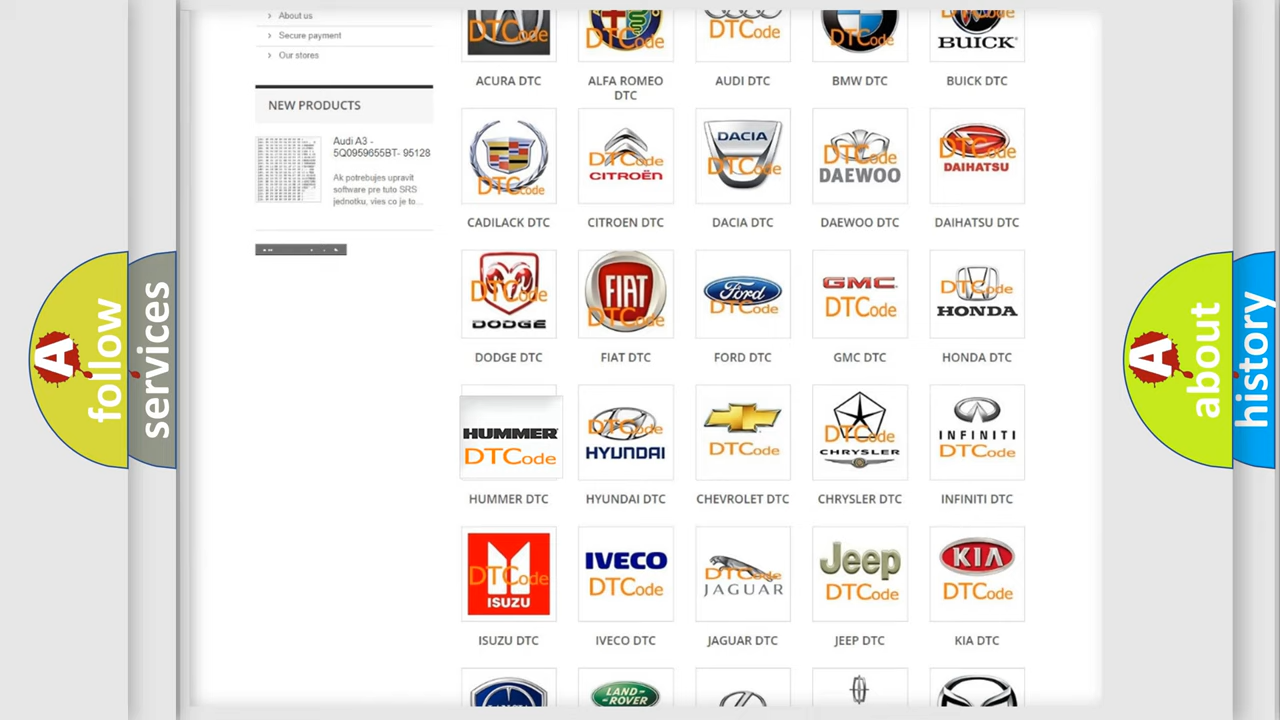 About us
Secure payment
Our stores
NEW PRODUCTS
Audi A3 -
5Q0959655BT- 95128
Ak potrebujes upravit
software pre tuto SRS
jednotku, vies co je to...
DTCode DTCode DTCode DTCode DTCode
BUICK
ACURA DTC ALFA ROMEO DTC AUDI DTC BMW DTC BUICK DTC
DTCode DTCode DACIA DTCode DTCode DTCode
CITROËN DAEWOO DAIHATSU
CADILACK DTC CITROEN DTC DACIA DTC DAEWOO DTC DAIHATSU DTC
DTCode DODGE FIAT DTCode Ford DTCode GMC DTCode DTCode HONDA
DODGE DTC FIAT DTC FORD DTC GMC DTC HONDA DTC
HUMMER DTCode DTCode HYUNDAI DTCode DTCode CHRYSLER INFINITI DTCode
HUMMER DTC HYUNDAI DTC CHEVROLET DTC CHRYSLER DTC INFINITI DTC
DTCode ISUZU IVECO DTCode DTCode JAGUAR Jeep DTCode KIA DTCode
ISUZU DTC IVECO DTC JAGUAR DTC JEEP DTC KIA DTC
LAND-
ROVER
A
follow
services
A
about
history